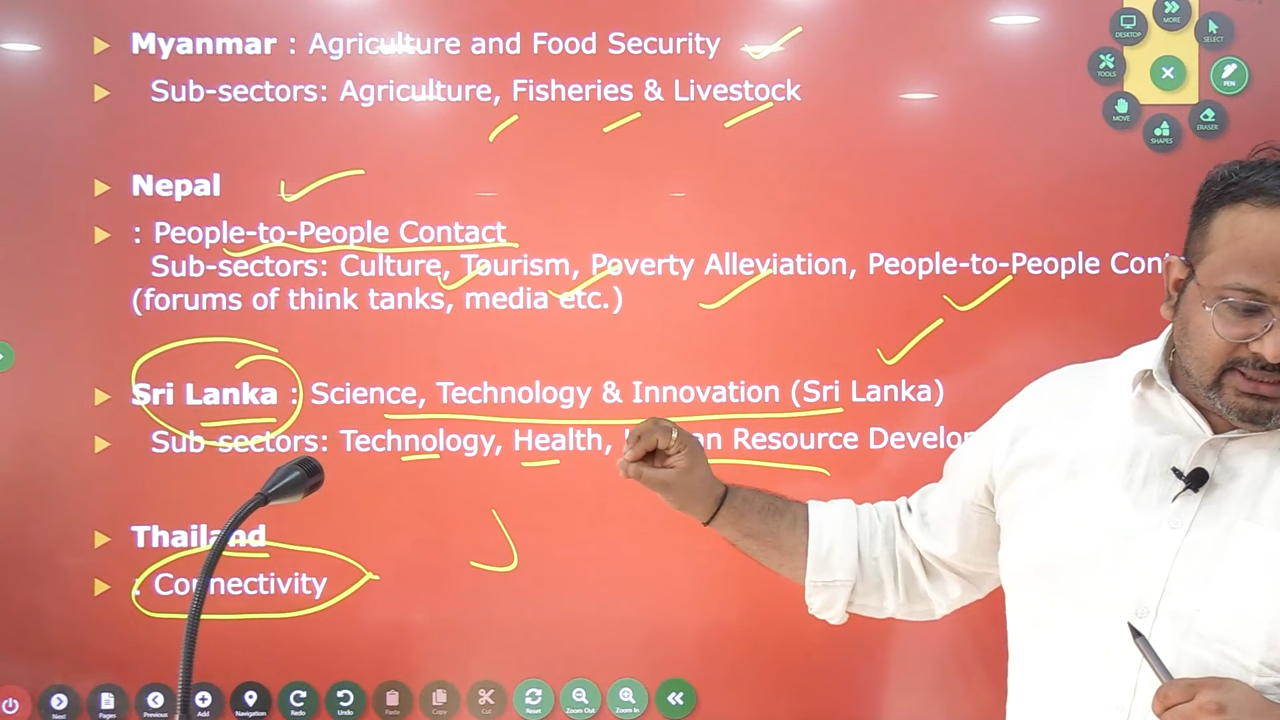 Myanmar : Agriculture and Food Security
Sub-sectors: Agriculture, Fisheries & Livestock
Nepal
: People-to-People Contact
Sub-sectors: Culture, Tourism, Poverty Alleviation, People-to-People
(forums of think tanks, media etc.)
Sri Lanka : Science, Technology & Innovation (Sri Lanka)
Sub-sectors: Technology, Health, Resource
Thailand
: Connectivity
MORE
DESKTOP
SELECT
TOOLS
PEN
MOVE
ERASER
SHAPES
Next
Pages
Previous
Add
Navigation
Redo
Undo
Paste
Copy
Cut
Reset
Zoom Out
Zoom In